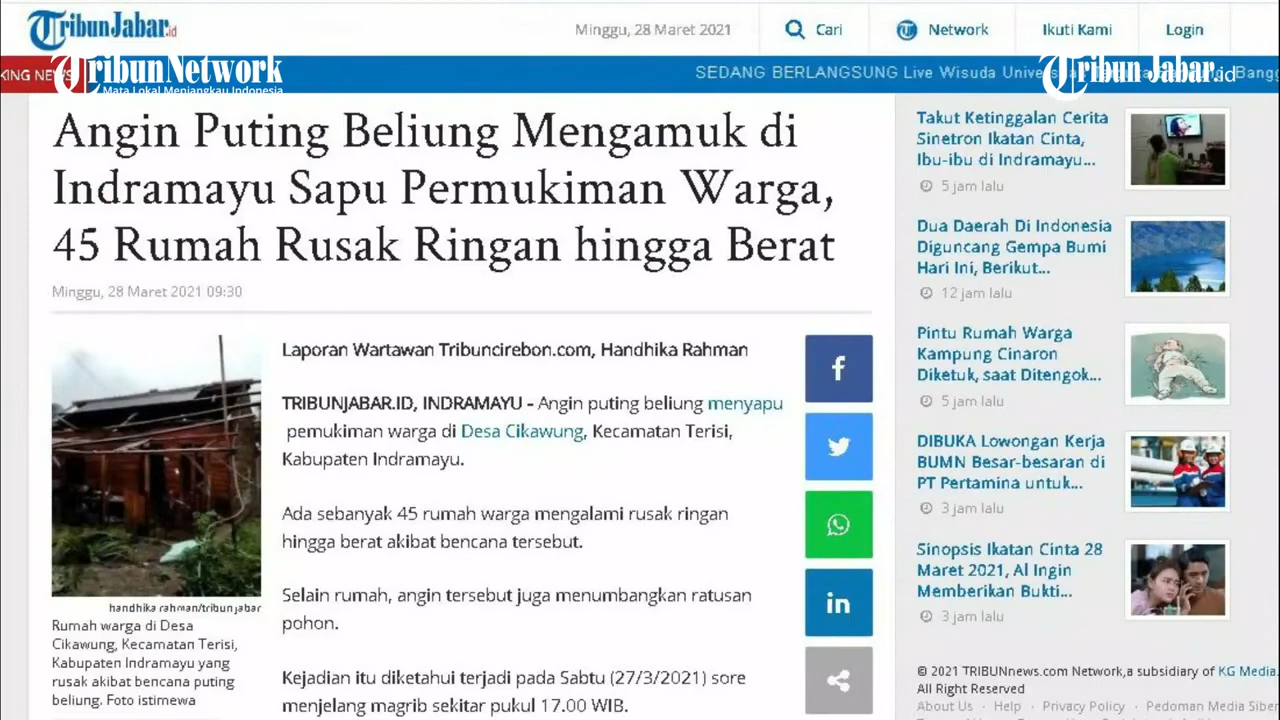 TribunJabar.id
Minggu, 28 Maret 2021
Cari
Network
Ikuti Kami
Login
KING NEWS
TribunNetwork
Mata Lokal Menjangkau Indonesia
SEDANG BERLANGSUNG Live Wisuda
Tribun Jabar.id
Angin Puting Beliung Mengamuk di
Indramayu Sapu Permukiman Warga,
45 Rumah Rusak Ringan hingga Berat
Minggu, 28 Maret 2021 09:30
Laporan Wartawan Tribuncirebon.com, Handhika Rahman
TRIBUNJABAR.ID, INDRAMAYU - Angin puting beliung menyapu
pemukiman warga di Desa Cikawung, Kecamatan Terisi,
Kabupaten Indramayu.
Ada sebanyak 45 rumah warga mengalami rusak ringan
hingga berat akibat bencana tersebut.
Selain rumah, angin tersebut juga menumbangkan ratusan
pohon.
Kejadian itu diketahui terjadi pada Sabtu (27/3/2021) sore
menjelang magrib sekitar pukul 17.00 WIB.
handhika rahman/tribun jabar
Rumah warga di Desa
Cikawung, Kecamatan Terisi,
Kabupaten Indramayu yang
rusak akibat bencana puting
beliung. Foto istimewa
Takut Ketinggalan Cerita
Sinetron Ikatan Cinta,
Ibu-ibu di Indramayu...
5 jam lalu
Dua Daerah Di Indonesia
Diguncang Gempa Bumi
Hari Ini, Berikut...
12 jam lalu
Pintu Rumah Warga
Kampung Cinaron
Diketuk, saat Ditengok...
5 jam lalu
DIBUKA Lowongan Kerja
BUMN Besar-besaran di
PT Pertamina untuk...
3 jam lalu
Sinopsis Ikatan Cinta 28
Maret 2021, Al Ingin
Memberikan Bukti...
3 jam lalu
© 2021 TRIBUNnews.com Network,a subsidiary of KG Media.
All Right Reserved
About Us · Help · Privacy Policy · Pedoman Media Siber